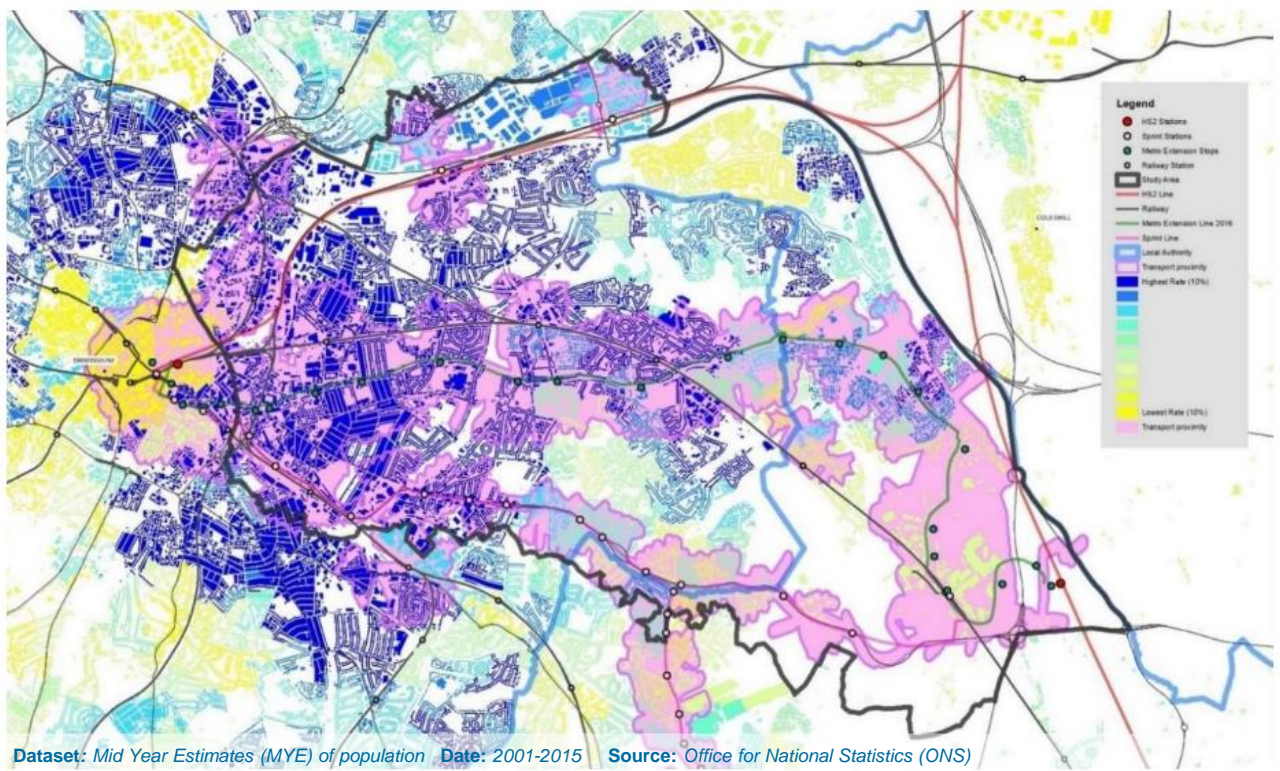 Legend
HS2 Stations
Sprint Stations
Metro Extension Stops
Railway Station
Study Area
HS2 Line
Railway
Metro Extension Line 2016
Sprint Line
Local Authority
Transport proximity
Highest Rate (10%)
Lowest Rate (10%)
Transport proximity
COLESHILL
BIRMINGHAM
Dataset: Mid Year Estimates (MYE) of population Date: 2001-2015 Source: Office for National Statistics (ONS)